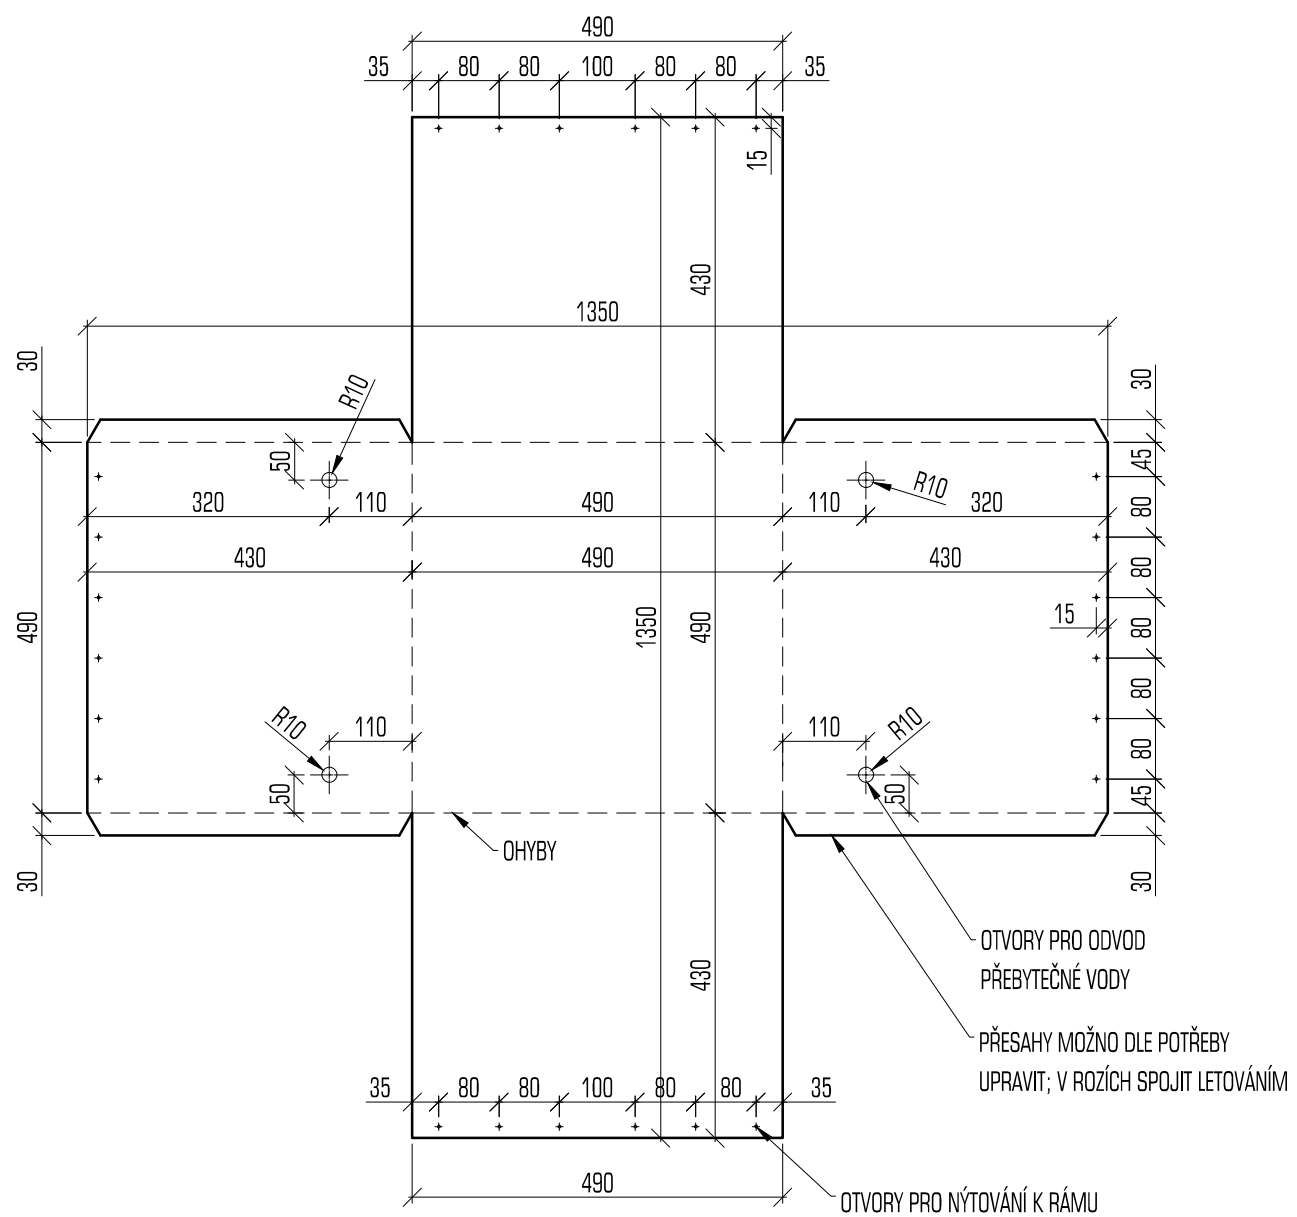 490
35 80 80 100 80 80 35
15
430
1350
30
30
R10
50
45
R10
320 110 490 110 320
80
430 490 430
80
490
1350
490
15
80
80
R10
110
110
R10
80
50
50
45
OHYBY
30
30
OTVORY PRO ODVOD
PŘEBYTEČNÉ VODY
430
PŘESAHY MOŽNO DLE POTŘEBY
UPRAVIT; V ROZÍCH SPOJIT LETOVÁNÍM
35 80 80 100 80 80 35
490
OTVORY PRO NÝTOVÁNÍ K RÁMU